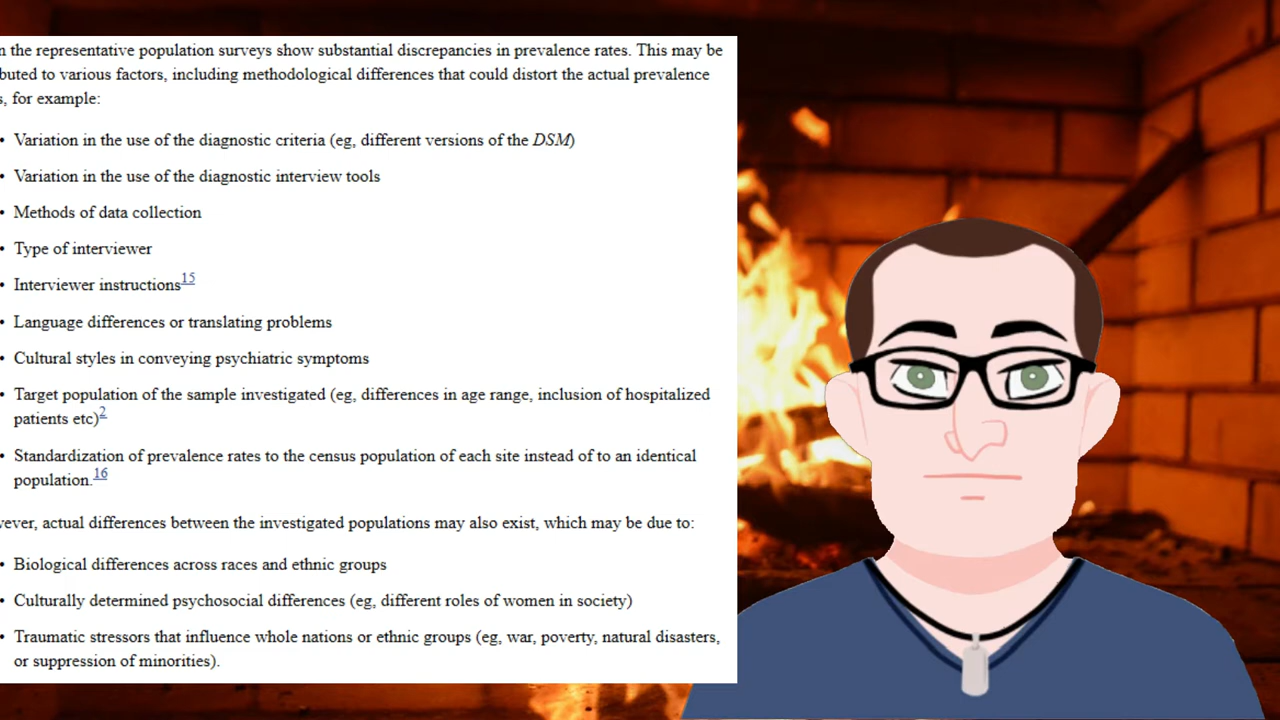 the representative population surveys show substantial discrepancies in prevalence rates. This may be
to various factors, including methodological differences that could distort the actual prevalence
for example:
• Variation in the use of the diagnostic criteria (eg, different versions of the DSM)
• Variation in the use of the diagnostic interview tools
• Methods of data collection
• Type of interviewer
• Interviewer instructions15
• Language differences or translating problems
• Cultural styles in conveying psychiatric symptoms
• Target population of the sample investigated (eg, differences in age range, inclusion of hospitalized
patients etc)2
• Standardization of prevalence rates to the census population of each site instead of to an identical
population.16
actual differences between the investigated populations may also exist, which may be due to:
• Biological differences across races and ethnic groups
• Culturally determined psychosocial differences (eg, different roles of women in society)
• Traumatic stressors that influence whole nations or ethnic groups (eg, war, poverty, natural disasters,
or suppression of minorities).